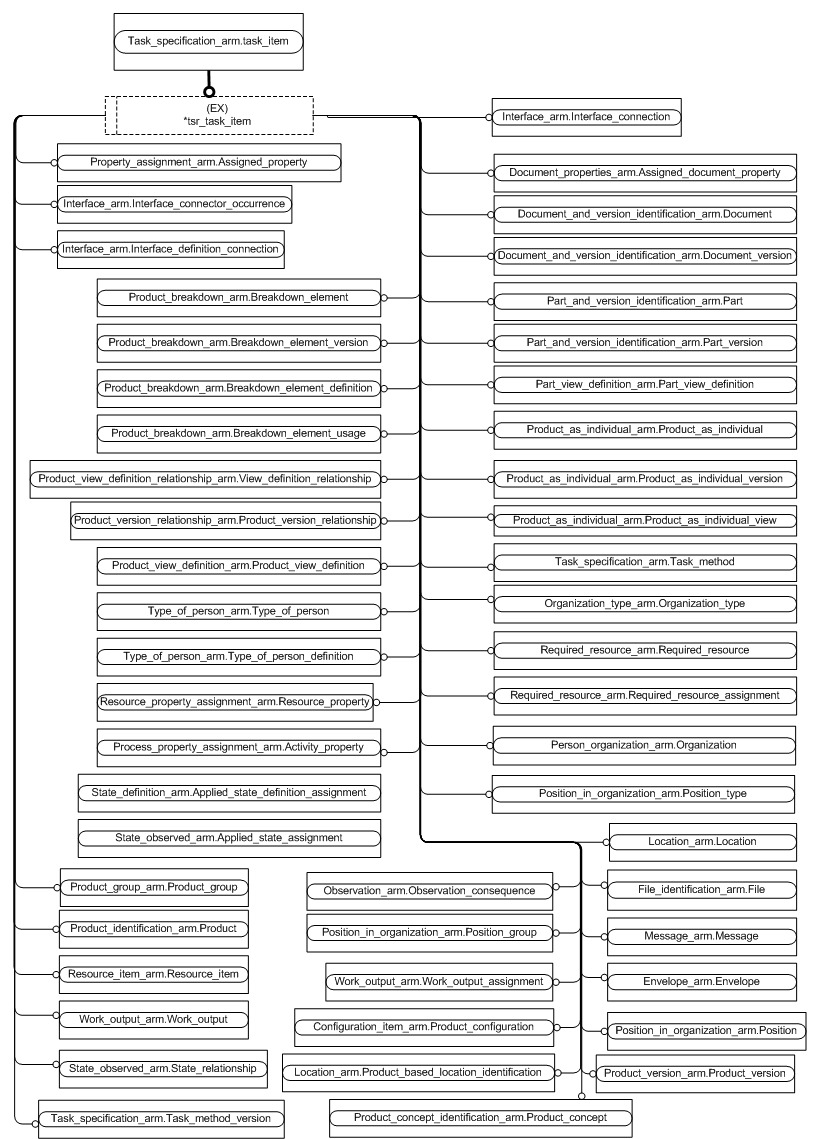 Task_specification_arm.task_item
(EX)
*tsr_task_item
Interface_arm.Interface_connection
Property_assignment_arm.Assigned_property
Document_properties_arm.Assigned_document_property
Interface_arm.Interface_connector_occurrence
Document_and_version_identification_arm.Document
Interface_arm.Interface_definition_connection
Document_and_version_identification_arm.Document_version
Product_breakdown_arm.Breakdown_element
Part_and_version_identification_arm.Part
Product_breakdown_arm.Breakdown_element_version
Part_and_version_identification_arm.Part_version
Product_breakdown_arm.Breakdown_element_definition
Part_view_definition_arm.Part_view_definition
Product_breakdown_arm.Breakdown_element_usage
Product_as_individual_arm.Product_as_individual
Product_view_definition_relationship_arm.View_definition_relationship
Product_as_individual_arm.Product_as_individual_version
Product_version_relationship_arm.Product_version_relationship
Product_as_individual_arm.Product_as_individual_view
Product_view_definition_arm.Product_view_definition
Task_specification_arm.Task_method
Type_of_person_arm.Type_of_person
Organization_type_arm.Organization_type
Type_of_person_arm.Type_of_person_definition
Required_resource_arm.Required_resource
Resource_property_assignment_arm.Resource_property
Required_resource_arm.Required_resource_assignment
Process_property_assignment_arm.Activity_property
Person_organization_arm.Organization
State_definition_arm.Applied_state_definition_assignment
Position_in_organization_arm.Position_type
State_observed_arm.Applied_state_assignment
Location_arm.Location
Product_group_arm.Product_group
Observation_arm.Observation_consequence
File_identification_arm.File
Product_identification_arm.Product
Position_in_organization_arm.Position_group
Message_arm.Message
Resource_item_arm.Resource_item
Work_output_arm.Work_output_assignment
Envelope_arm.Envelope
Work_output_arm.Work_output
Configuration_item_arm.Product_configuration
Position_in_organization_arm.Position
State_observed_arm.State_relationship
Location_arm.Product_based_location_identification
Product_version_arm.Product_version
Task_specification_arm.Task_method_version
Product_concept_identification_arm.Product_concept